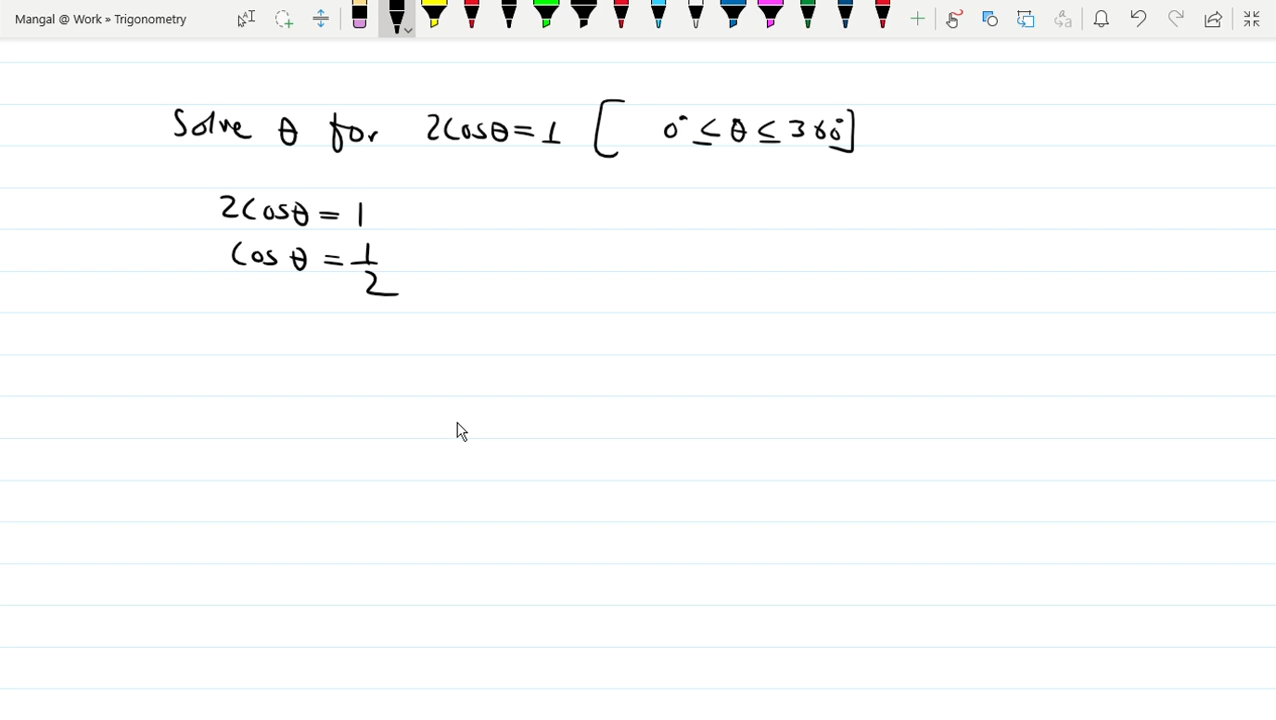 Mangal @ Work » Trigonometry
Solve θ for 2cosθ = 1 [ 0° ≤ θ ≤ 360°]
2cosθ = 1
cos θ = 1/2